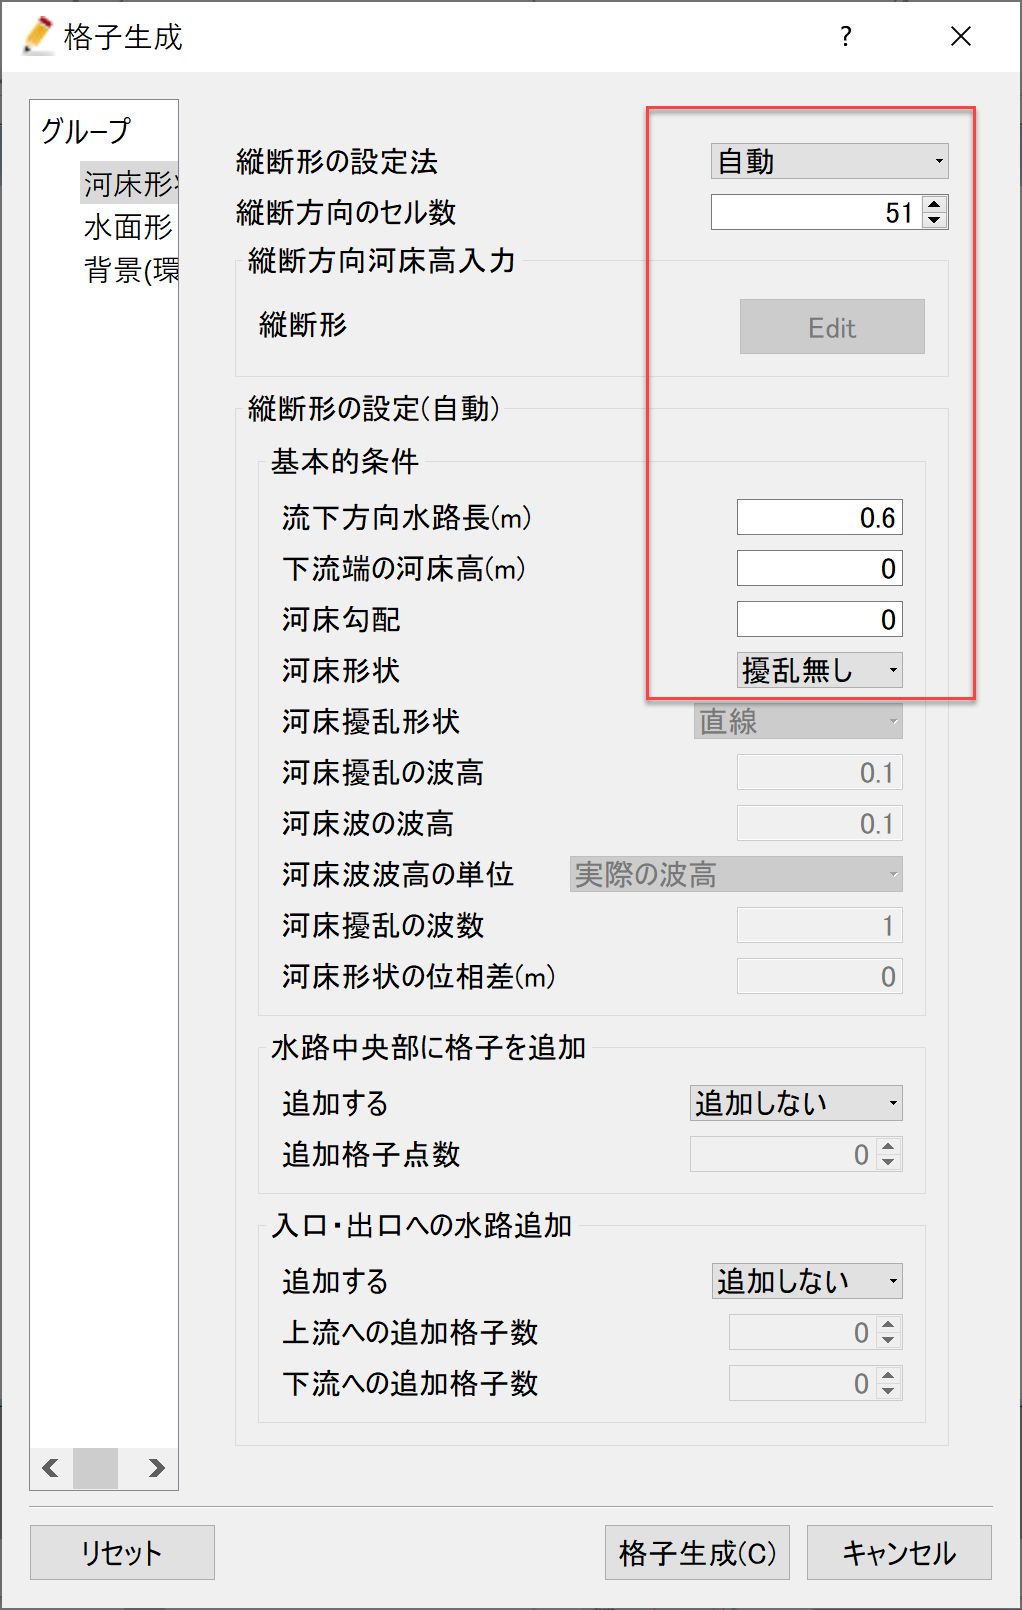 格子生成
?
グループ
河床形
水面形
背景(環
縦断形の設定法 自動
縦断方向のセル数 51
縦断方向河床高入力
縦断形 Edit
縦断形の設定(自動)
基本的条件
流下方向水路長(m) 0.6
下流端の河床高(m) 0
河床勾配 0
河床形状 擾乱無し
河床擾乱形状 直線
河床擾乱の波高 0.1
河床波の波高 0.1
河床波波高の単位 実際の波高
河床擾乱の波数 1
河床形状の位相差(m) 0
水路中央部に格子を追加
追加する 追加しない
追加格子点数 0
入口・出口への水路追加
追加する 追加しない
上流への追加格子数 0
下流への追加格子数 0
リセット 格子生成(C) キャンセル